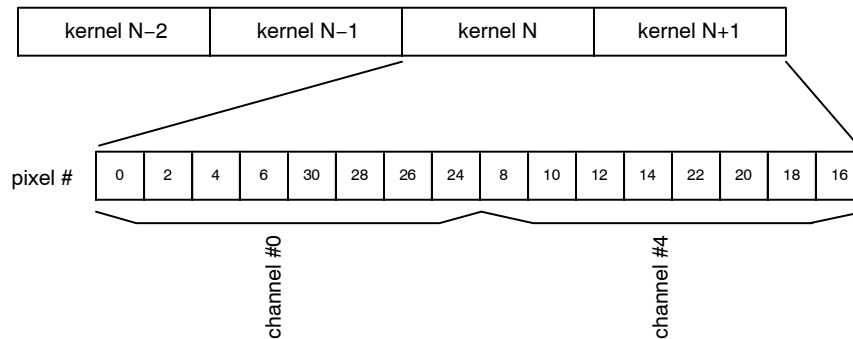 kernel N−2 kernel N−1 kernel N kernel N+1
pixel # 0 2 4 6 30 28 26 24 8 10 12 14 22 20 18 16
channel #0
channel #4